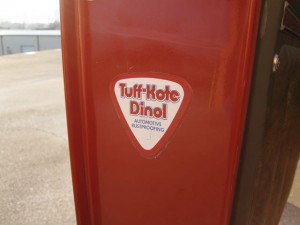 Tuff-Kote
Dinol
AUTOMOTIVE
RUSTPROOFING